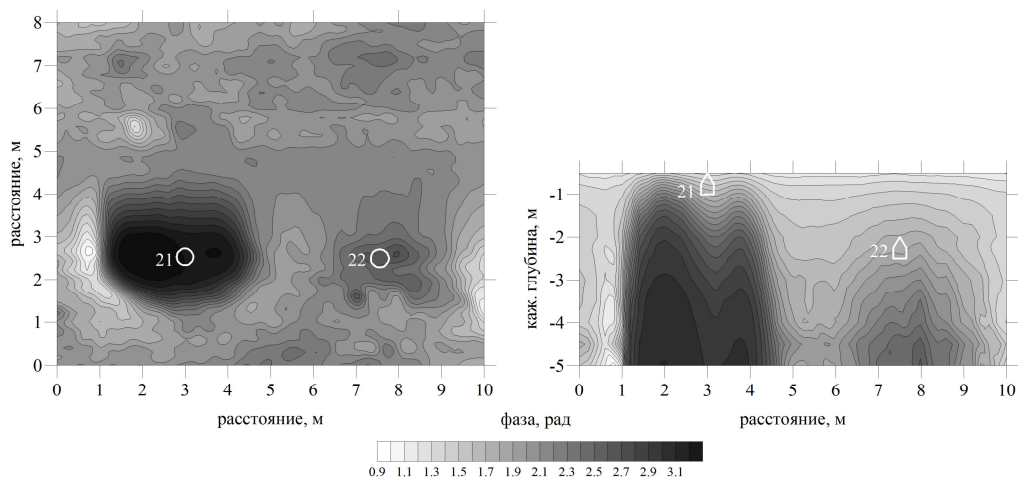 8
7
6
5
4
3
2
1
0
расстояние, м
21
22
0 1 2 3 4 5 6 7 8 9 10
расстояние, м
-1
-2
-3
-4
-5
каж. глубина, м
21
22
0 1 2 3 4 5 6 7 8 9 10
расстояние, м
фаза, рад
0.9 1.1 1.3 1.5 1.7 1.9 2.1 2.3 2.5 2.7 2.9 3.1